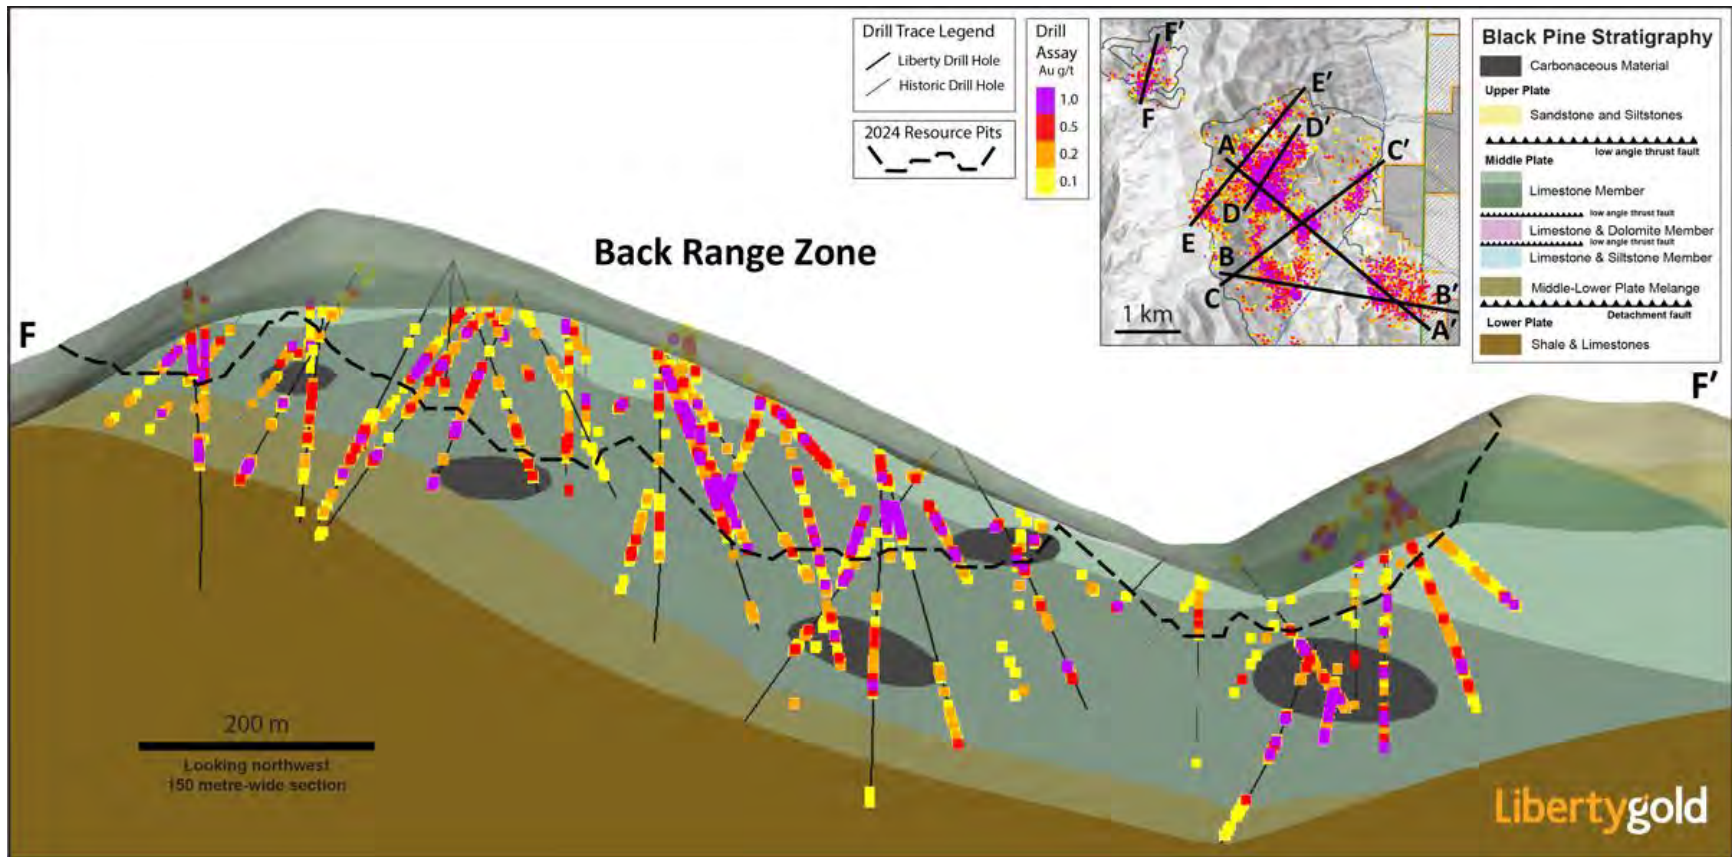 Drill Trace Legend
Liberty Drill Hole
Historic Drill Hole
2024 Resource Pits
Drill
Assay
Au g/t
1.0
0.5
0.2
0.1
F'
F
E'
D'
A
C'
D
E
B
C
B'
A'
1 km
Black Pine Stratigraphy
Carbonaceous Material
Upper Plate
Sandstone and Siltstones
low angle thrust fault
Middle Plate
Limestone Member
low angle thrust fault
Limestone & Dolomite Member
low angle thrust fault
Limestone & Siltstone Member
Middle-Lower Plate Melange
Detachment fault
Lower Plate
Shale & Limestones
Back Range Zone
F
F'
200 m
Looking northwest
150 metre-wide section
Libertygold